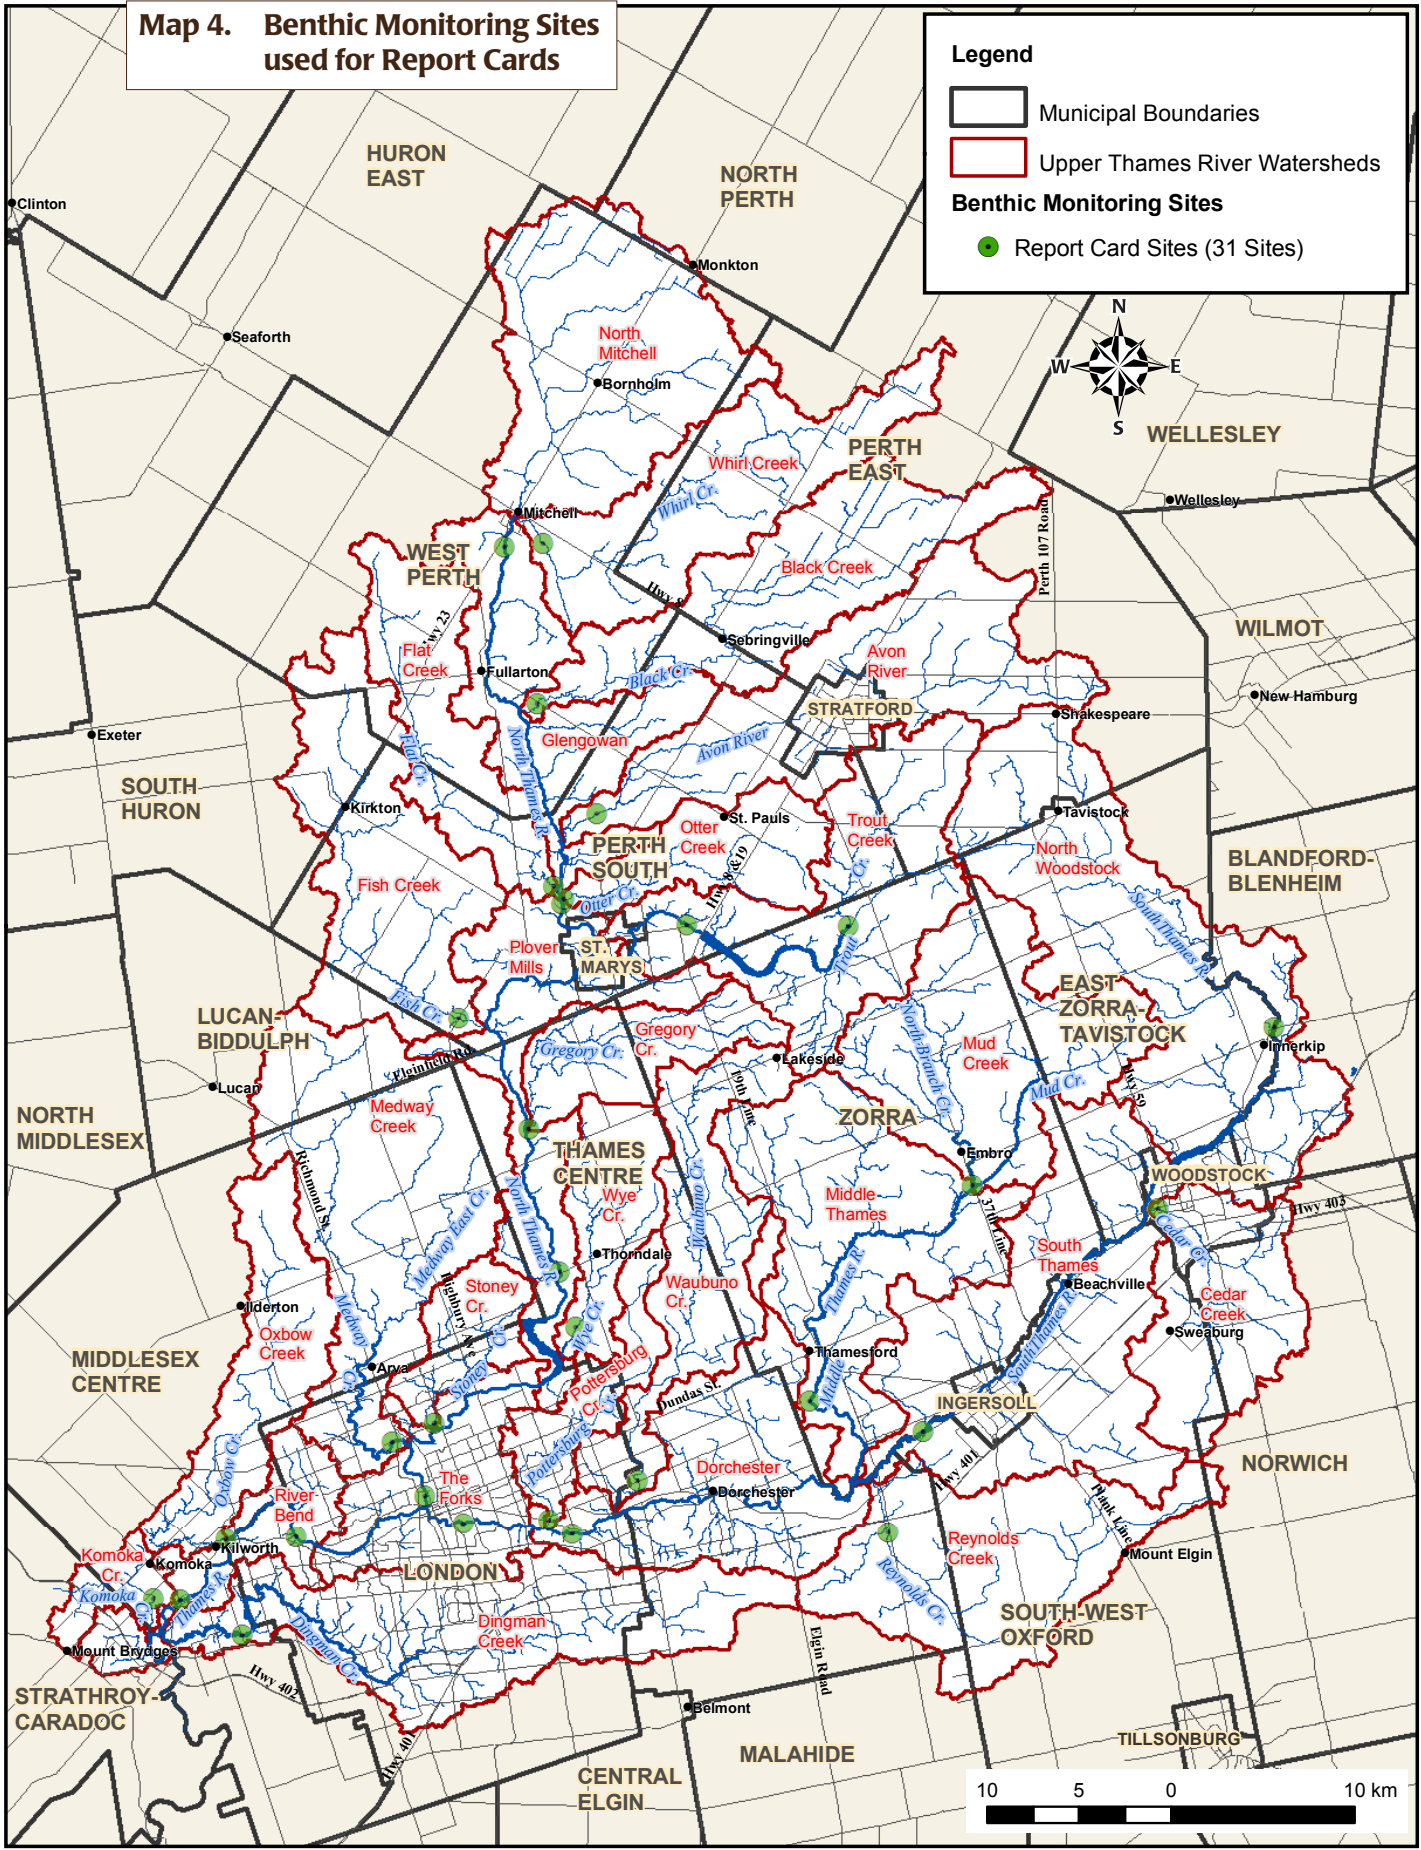 Map 4. Benthic Monitoring Sites
used for Report Cards
Legend
Municipal Boundaries
Upper Thames River Watersheds
Benthic Monitoring Sites
Report Card Sites (31 Sites)
N
W
E
S
HURON
EAST
NORTH
PERTH
Clinton
Monkton
Seaforth
North
Mitchell
Bornholm
PERTH
EAST
WELLESLEY
Whirl Creek
Whirl Cr.
Wellesley
Mitchell
WEST
PERTH
Perth 107 Road
Black Creek
Hwy 8
Hwy 23
Sebringville
WILMOT
Flat
Creek
Fullarton
Black Cr.
Avon
River
New Hamburg
STRATFORD
Shakespeare
Exeter
Glengowan
Flat Cr.
North Thames R.
Avon River
SOUTH
HURON
Kirkton
St. Pauls
Otter
Creek
Trout
Creek
Tavistock
North
Woodstock
PERTH
SOUTH
BLANDFORD-
BLENHEIM
Fish Creek
Hwy 8 & 19
Otter Cr.
Trout
Cr.
South Thames R.
Plover
Mills
ST.
MARYS
Fish Cr.
EAST
ZORRA-
TAVISTOCK
LUCAN-
BIDDULPH
Gregory
Cr.
Gregory Cr.
North Branch Cr.
Mud
Creek
Innerkip
Elginfield Rd.
Lakeside
Lucan
19th Line
Mud Cr.
Hwy 59
NORTH
MIDDLESEX
Medway
Creek
ZORRA
THAMES
CENTRE
Embro
WOODSTOCK
Richmond St.
Wye
Cr.
Waubuno Cr.
Middle
Thames
37th Line
Hwy 403
Cedar Cr.
Medway East Cr.
North Thames R.
Thorndale
South
Thames
Thames R.
Beachville
Stoney
Cr.
Waubuno
Cr.
Cedar
Creek
Ilderton
Highbury Ave
Wye Cr.
South Thames R.
Oxbow
Creek
Medway
Cr.
Sweaburg
MIDDLESEX
CENTRE
Arva
Stoney
Cr.
Pottersburg
Cr.
Thamesford
Middle
Dundas St.
INGERSOLL
Oxbow Cr.
Pottersburg
Cr.
The
Forks
Dorchester
Dorchester
Hwy 401
NORWICH
River
Bend
Plank Line
Komoka
Cr.
Komoka
Kilworth
LONDON
Reynolds
Creek
Mount Elgin
Komoka
Cr.
Thames R.
Reynolds Cr.
Dingman
Creek
SOUTH-WEST
OXFORD
Dingman Cr.
Mount Brydges
Elgin Road
STRATHROY-
CARADOC
Hwy 402
Belmont
Hwy 401
MALAHIDE
TILLSONBURG
CENTRAL
ELGIN
10 5 0 10 km